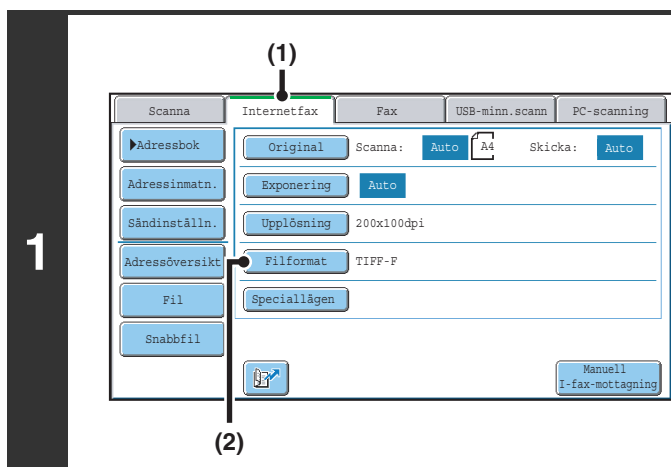 1
(1)
Scanna Internetfax Fax USB-minn.scann PC-scanning
Adressbok Original Scanna: Auto A4 Skicka: Auto
Adressinmatn. Exponering Auto
Sändinställn. Upplösning 200x100dpi
Adressöversikt Filformat TIFF-F
Fil Speciallägen
Snabbfil
Manuell
I-fax-mottagning
(2)